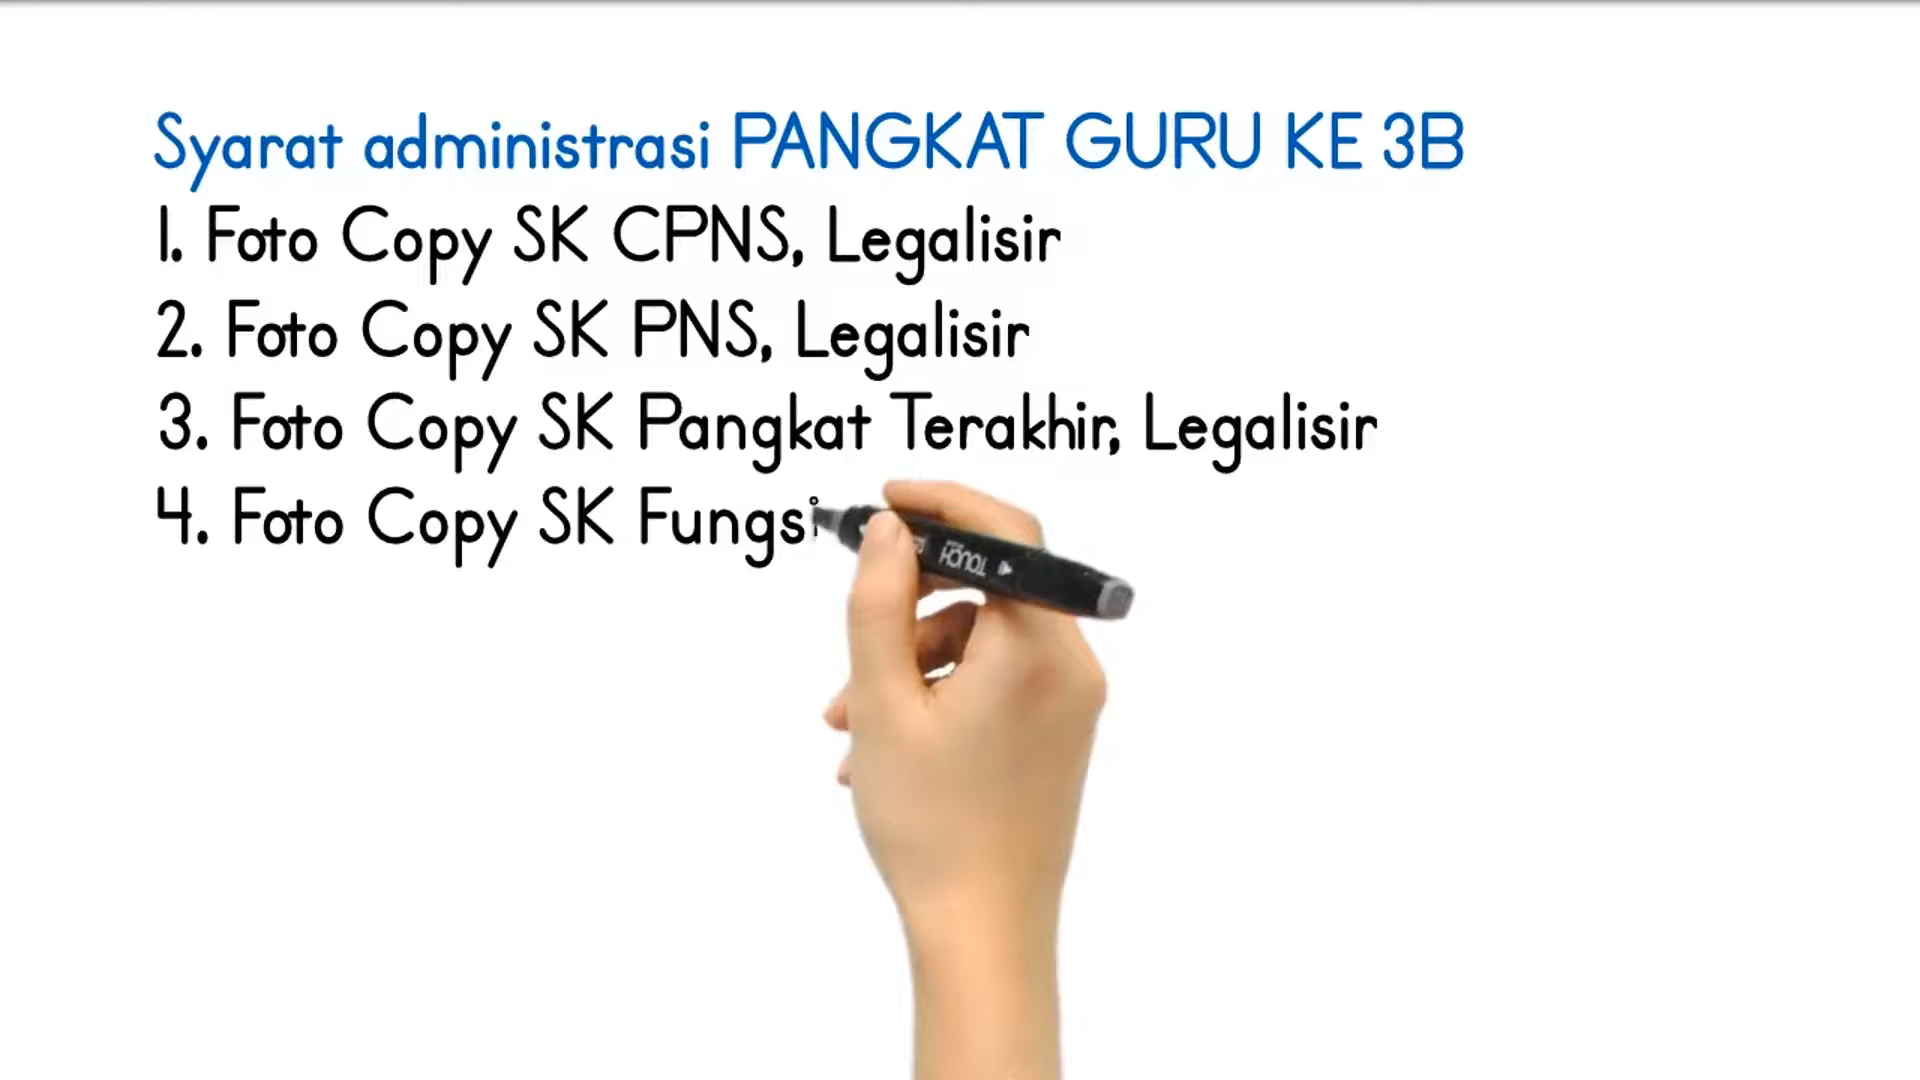 Syarat administrasi PANGKAT GURU KE 3B
1. Foto Copy SK CPNS, Legalisir
2. Foto Copy SK PNS, Legalisir
3. Foto Copy SK Pangkat Terakhir, Legalisir
4. Foto Copy SK Fungsi
TOUCH